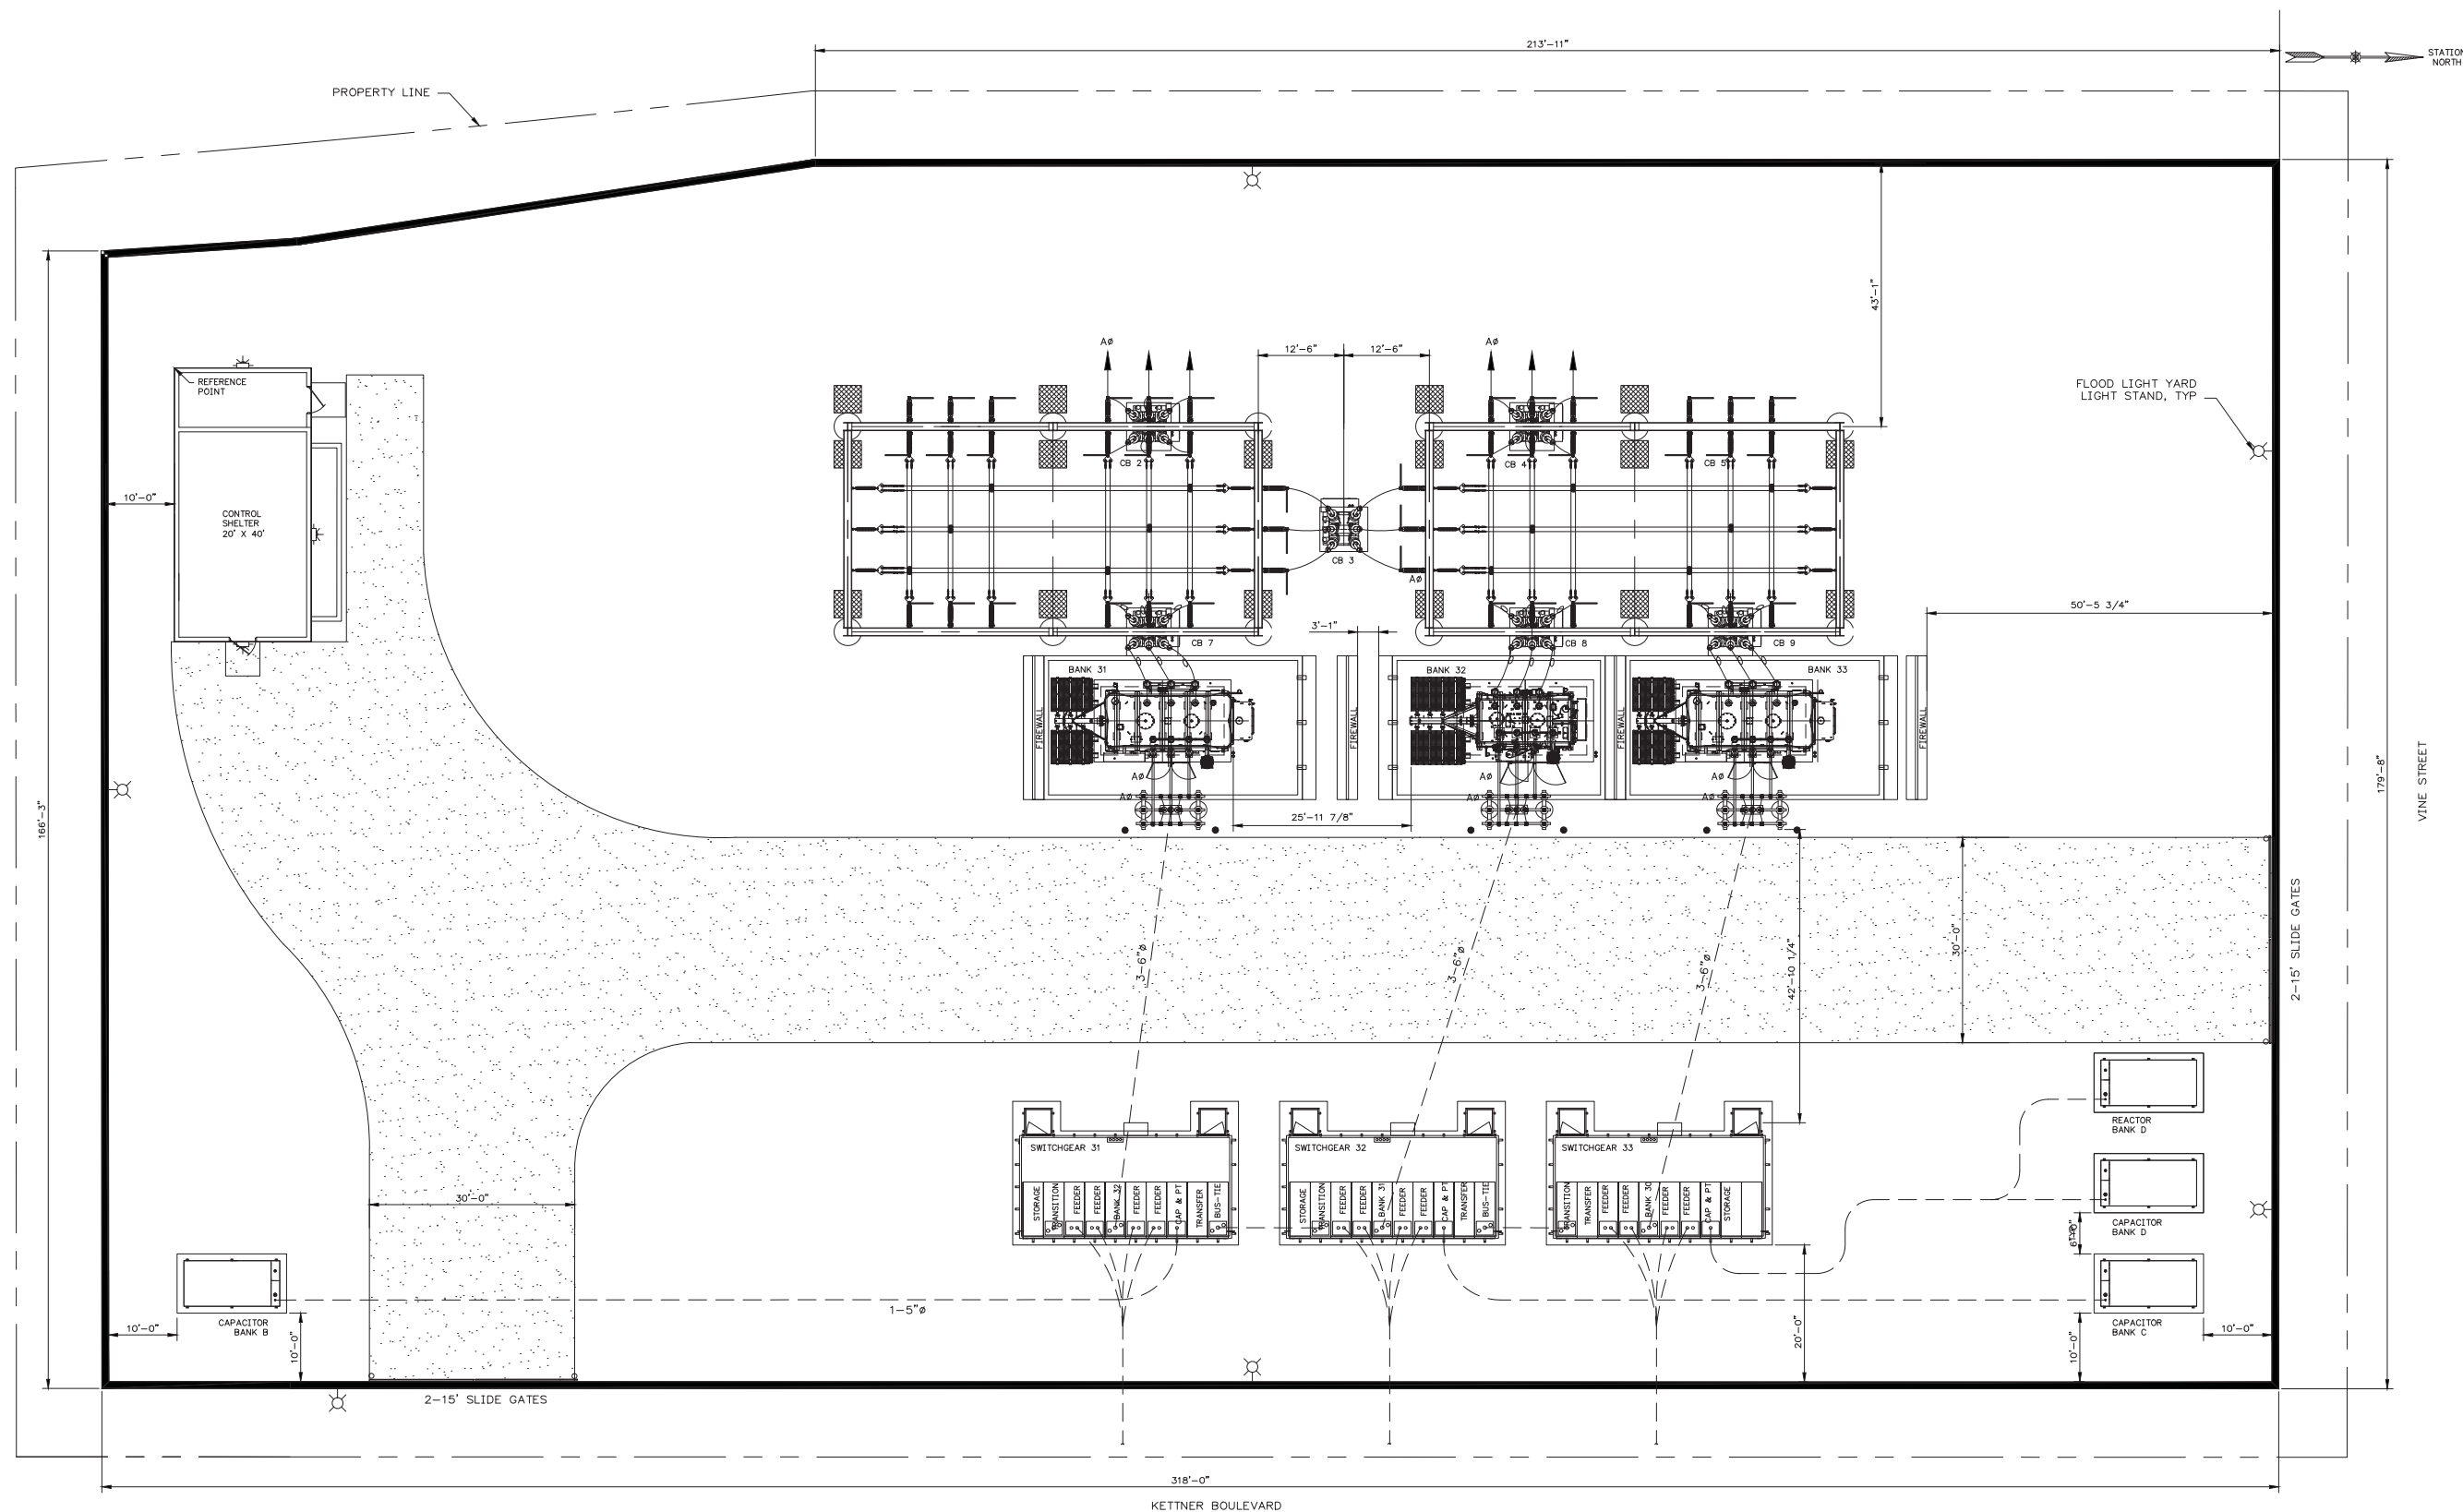 213'-11"
STATION
NORTH
PROPERTY LINE
43'-1"
AØ
12'-6"
12'-6"
AØ
REFERENCE
POINT
FLOOD LIGHT YARD
LIGHT STAND, TYP
CB 2
CB 4
CB 5
10'-0"
CONTROL
SHELTER
20' X 40'
CB 3
AØ
50'-5 3/4"
3'-1"
CB 7
CB 8
CB 9
BANK 31
BANK 32
BANK 33
FIREWALL
FIREWALL
FIREWALL
FIREWALL
VINE STREET
179'-8"
166'-3"
AØ
AØ
AØ
AØ
AØ
AØ
25'-11 7/8"
2-15' SLIDE GATES
3-6"Ø
3-6"Ø
3-6"Ø
42'-10 1/4"
30'-0"
REACTOR
BANK D
SWITCHGEAR 31
SWITCHGEAR 32
SWITCHGEAR 33
30'-0"
STORAGE
TRANSITION
FEEDER
FEEDER
BANK 32
FEEDER
FEEDER
CAP & PT
TRANSFER
BUS-TIE
STORAGE
TRANSITION
FEEDER
FEEDER
BANK 31
FEEDER
FEEDER
CAP & PT
TRANSFER
BUS-TIE
TRANSITION
TRANSFER
FEEDER
FEEDER
BANK 30
FEEDER
FEEDER
CAP & PT
STORAGE
CAPACITOR
BANK D
1-5"Ø
CAPACITOR
BANK B
10'-0"
10'-0"
20'-0"
CAPACITOR
BANK C
10'-0"
10'-0"
2-15' SLIDE GATES
318'-0"
KETTNER BOULEVARD